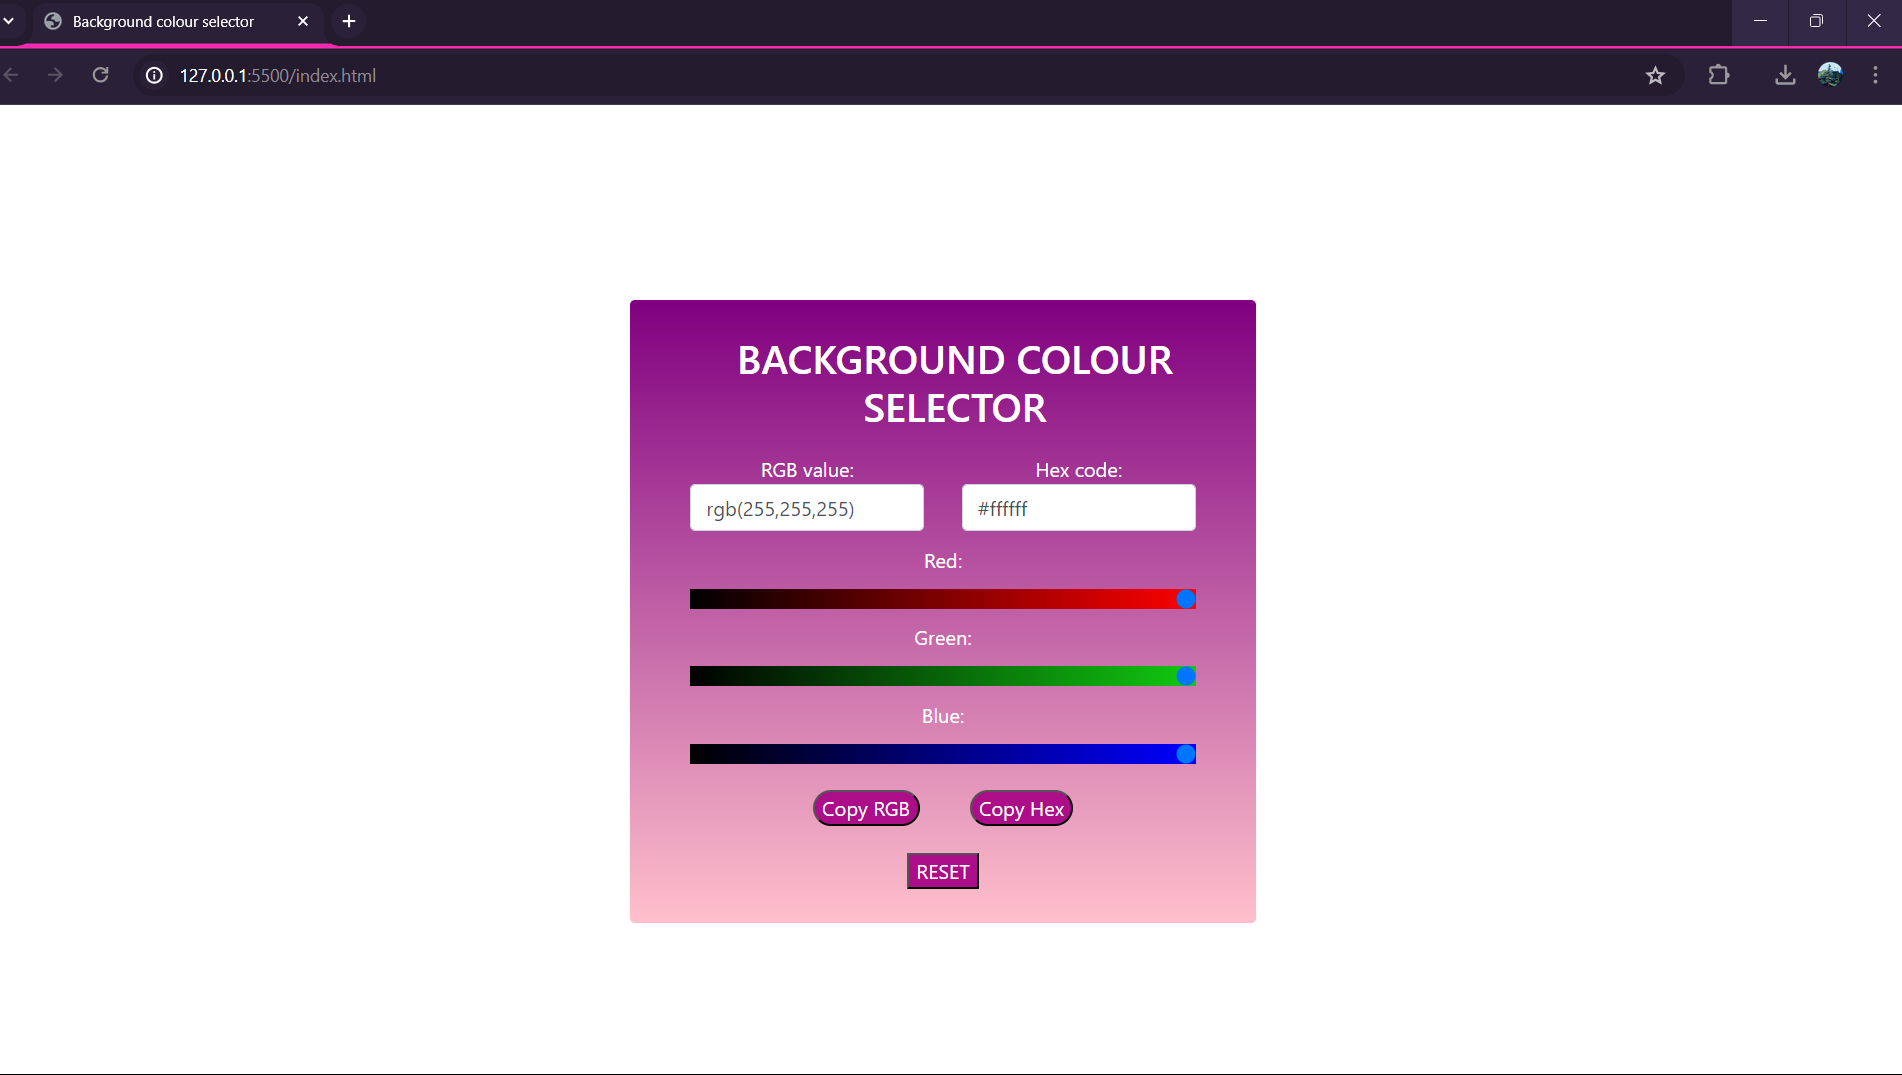 Background colour selector
127.0.0.1:5500/index.html
BACKGROUND COLOUR
SELECTOR
RGB value: Hex code:
rgb(255,255,255) #ffffff
Red:
Green:
Blue:
Copy RGB Copy Hex
RESET